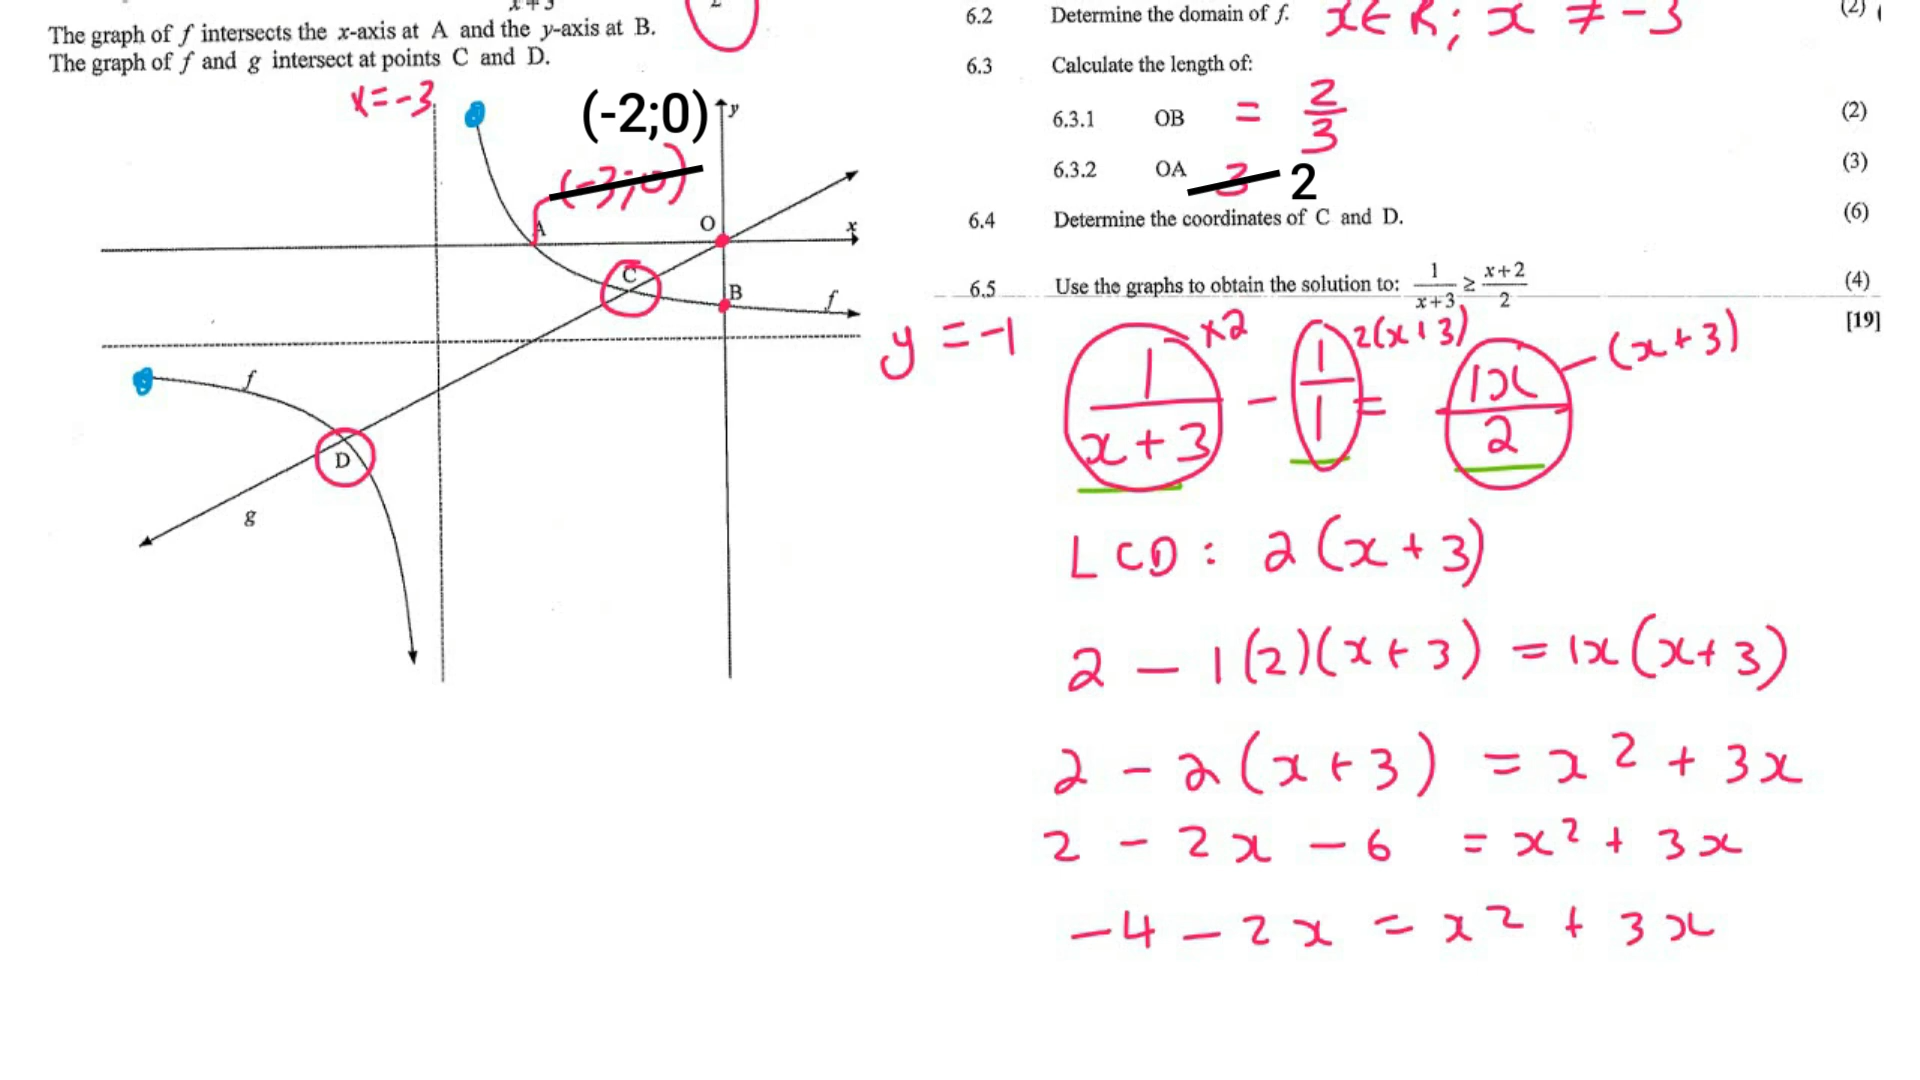 The graph of f intersects the x-axis at A and the y-axis at B.
The graph of f and g intersect at points C and D.
x=-3
(-2;0)
y
(-3;0)
A
O
x
C
B
f
f
D
g
6.2 Determine the domain of f. x∈R; x ≠ -3 (2)
6.3 Calculate the length of:
6.3.1 OB = 2/3 (2)
6.3.2 OA 3 2 (3)
6.4 Determine the coordinates of C and D. (6)
6.5 Use the graphs to obtain the solution to: 1/(x+3) ≥ (x+2)/2 (4)
[19]
y = -1
1/(x+3) ×2 - 1/1 2(x+3) = 1x/2 (x+3)
LCD: 2(x+3)
2 - 1(2)(x+3) = 1x(x+3)
2 - 2(x+3) = x² + 3x
2 - 2x - 6 = x² + 3x
-4 - 2x = x² + 3x